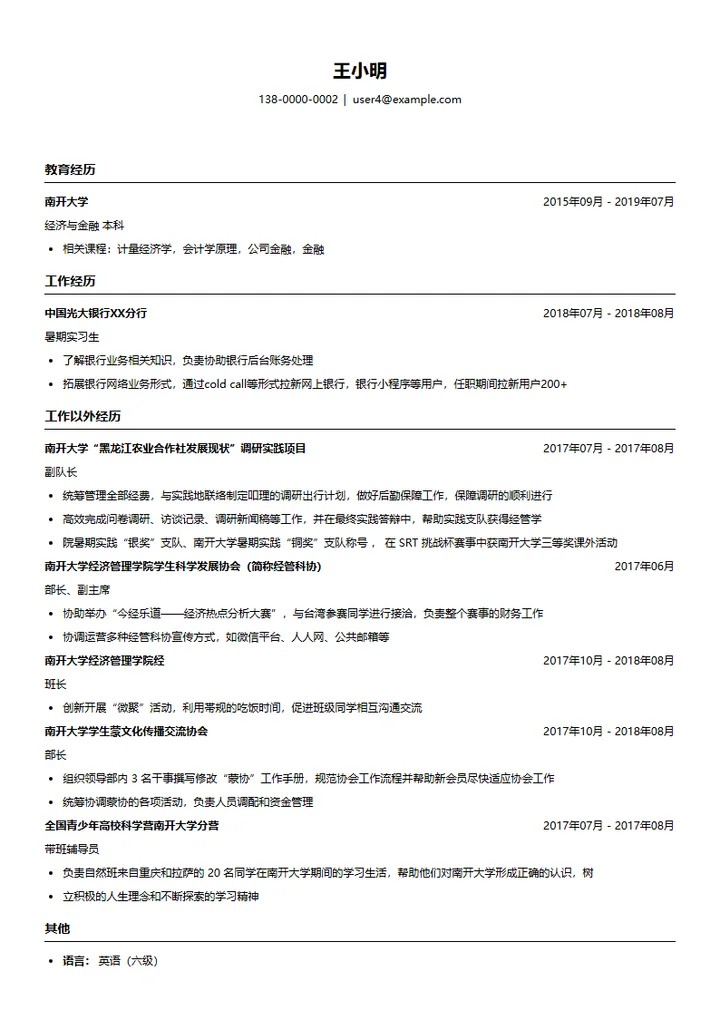 王小明
138-0000-0002 | user4@example.com
教育经历
南开大学 2015年09月 - 2019年07月
经济与金融 本科
• 相关课程：计量经济学，会计学原理，公司金融，金融
工作经历
中国光大银行XX分行 2018年07月 - 2018年08月
暑期实习生
• 了解银行业务相关知识，负责协助银行后台账务处理
• 拓展银行网络业务形式，通过cold call等形式拉新网上银行，银行小程序等用户，任职期间拉新用户200+
工作以外经历
南开大学“黑龙江农业合作社发展现状”调研实践项目 2017年07月 - 2017年08月
副队长
• 统筹管理全部经费，与实践地联络制定叩理的调研出行计划，做好后勤保障工作，保障调研的顺利进行
• 高效完成问卷调研、访谈记录、调研新闻稿等工作，并在最终实践答辩中，帮助实践支队获得经管学
• 院暑期实践“银奖”支队、南开大学暑期实践“铜奖”支队称号 ， 在 SRT 挑战杯赛事中获南开大学三等奖课外活动
南开大学经济管理学院学生科学发展协会（简称经管科协） 2017年06月
部长、副主席
• 协助举办“今经乐道——经济热点分析大赛”，与台湾参赛同学进行接洽，负责整个赛事的财务工作
• 协调运营多种经管科协宣传方式，如微信平台、人人网、公共邮箱等
南开大学经济管理学院经 2017年10月 - 2018年08月
班长
• 创新开展“微聚”活动，利用零规的吃饭时间，促进班级同学相互沟通交流
南开大学学生蒙文化传播交流协会 2017年10月 - 2018年08月
部长
• 组织领导部内 3 名干事撰写修改“蒙协”工作手册，规范协会工作流程并帮助新会员尽快适应协会工作
• 统筹协调蒙协的各项活动，负责人员调配和资金管理
全国青少年高校科学营南开大学分营 2017年07月 - 2017年08月
带班辅导员
• 负责自然班来自重庆和拉萨的 20 名同学在南开大学期间的学习生活，帮助他们对南开大学形成正确的认识，树
• 立积极的人生理念和不断探索的学习精神
其他
• 语言： 英语（六级）